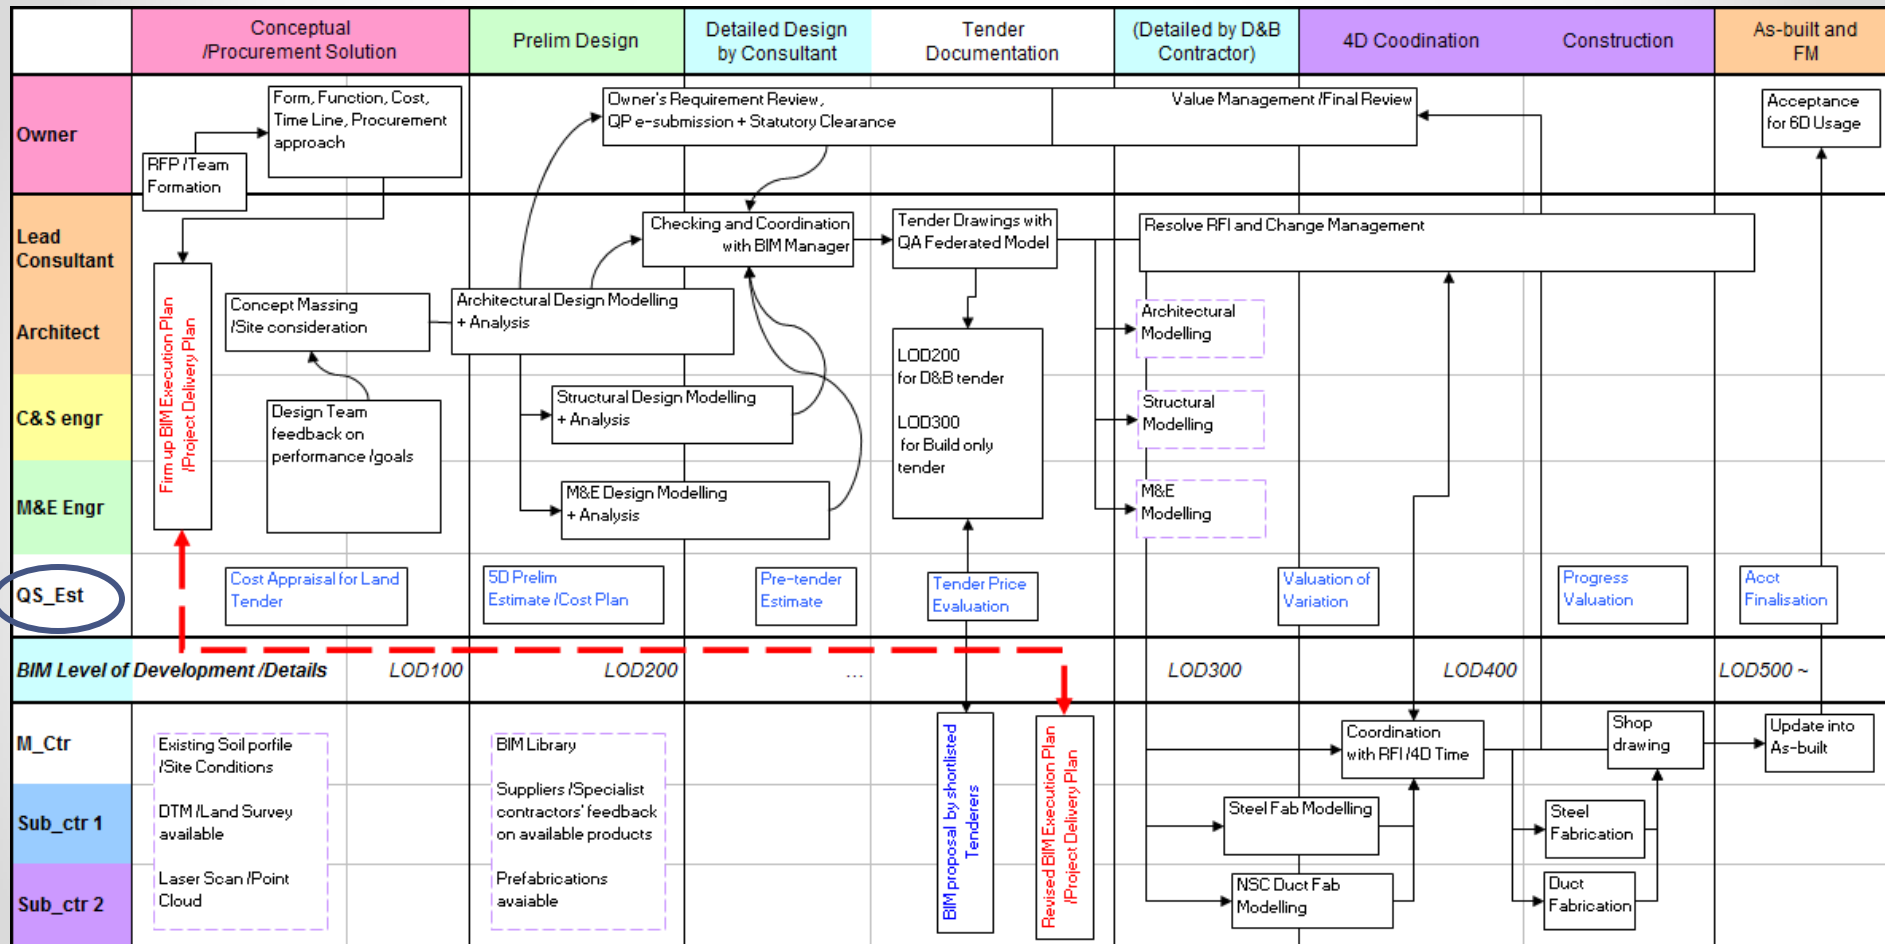 Conceptual
/Procurement Solution
Prelim Design
Detailed Design
by Consultant
Tender
Documentation
(Detailed by D&B
Contractor)
4D Coodination
Construction
As-built and
FM
Owner
RFP /Team
Formation
Form, Function, Cost,
Time Line, Procurement
approach
Owner's Requirement Review,
QP e-submission + Statutory Clearance
Value Management /Final Review
Acceptance
for 6D Usage
Lead
Consultant
Checking and Coordination
with BIM Manager
Tender Drawings with
QA Federated Model
Resolve RFI and Change Management
Firm up BIM Execution Plan
/Project Delivery Plan
Architect
Concept Massing
/Site consideration
Architectural Design Modelling
+ Analysis
LOD200
for D&B tender
LOD300
for Build only
tender
Architectural
Modelling
C&S engr
Design Team
feedback on
performance /goals
Structural Design Modelling
+ Analysis
Structural
Modelling
M&E Engr
M&E Design Modelling
+ Analysis
M&E
Modelling
QS_Est
Cost Appraisal for Land
Tender
5D Prelim
Estimate /Cost Plan
Pre-tender
Estimate
Tender Price
Evaluation
Valuation of
Variation
Progress
Valuation
Acct
Finalisation
BIM Level of Development /Details
LOD100
LOD200
...
LOD300
LOD400
LOD500 ~
M_Ctr
Existing Soil porfile
/Site Conditions
DTM /Land Survey
available
Laser Scan /Point
Cloud
BIM Library
Suppliers /Specialist
contractors' feedback
on available products
Prefabrications
avaiable
BIM proposal by shortlisted
Tenderers
Revised BIM Execution Plan
/Project Delivery Plan
Coordination
with RFI /4D Time
Shop
drawing
Update into
As-built
Sub_ctr 1
Steel Fab Modelling
Steel
Fabrication
Sub_ctr 2
NSC Duct Fab
Modelling
Duct
Fabrication